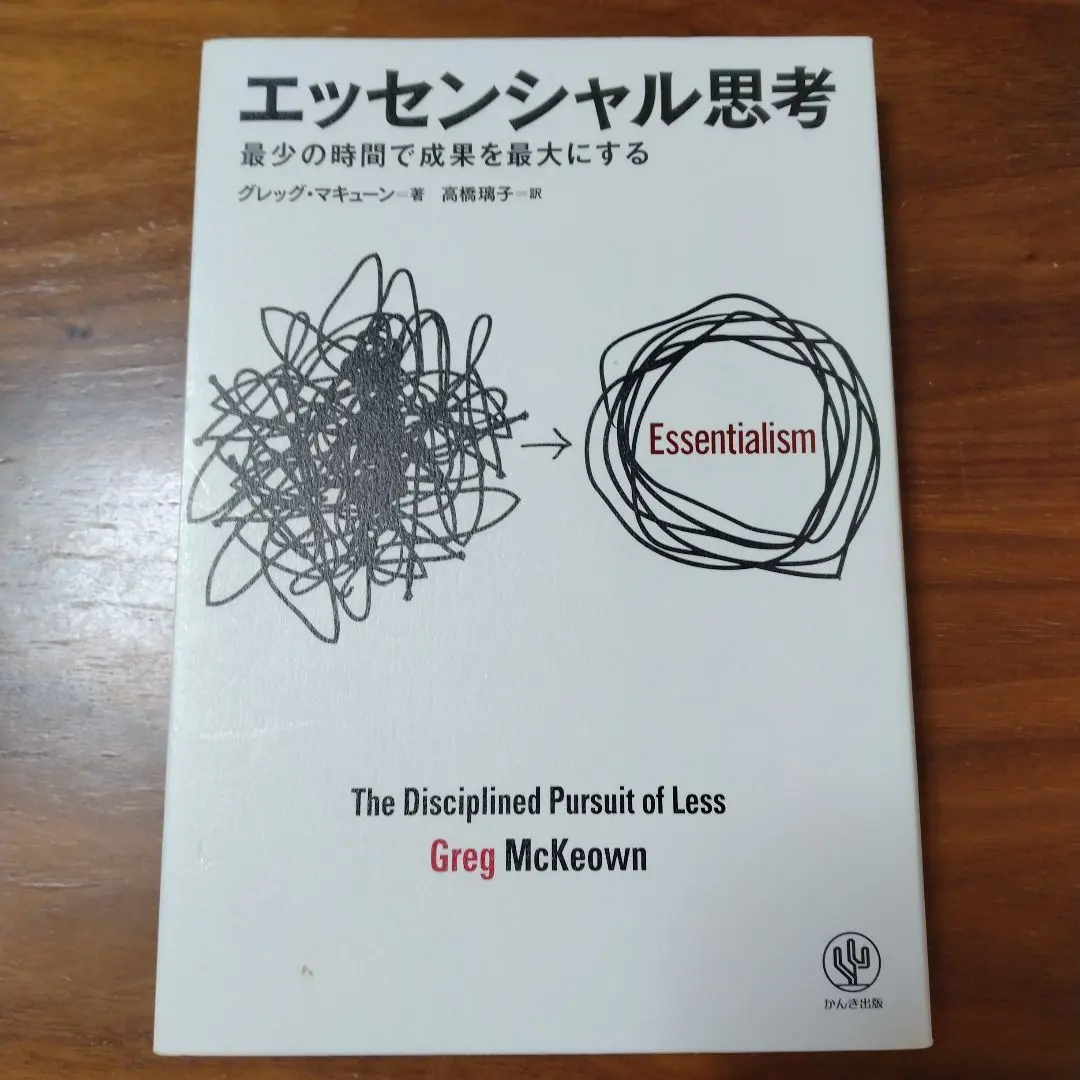 エッセンシャル思考
最少の時間で成果を最大にする
グレッグ・マキューン=著 高橋璃子=訳
Essentialism
The Disciplined Pursuit of Less
Greg McKeown
かんき出版